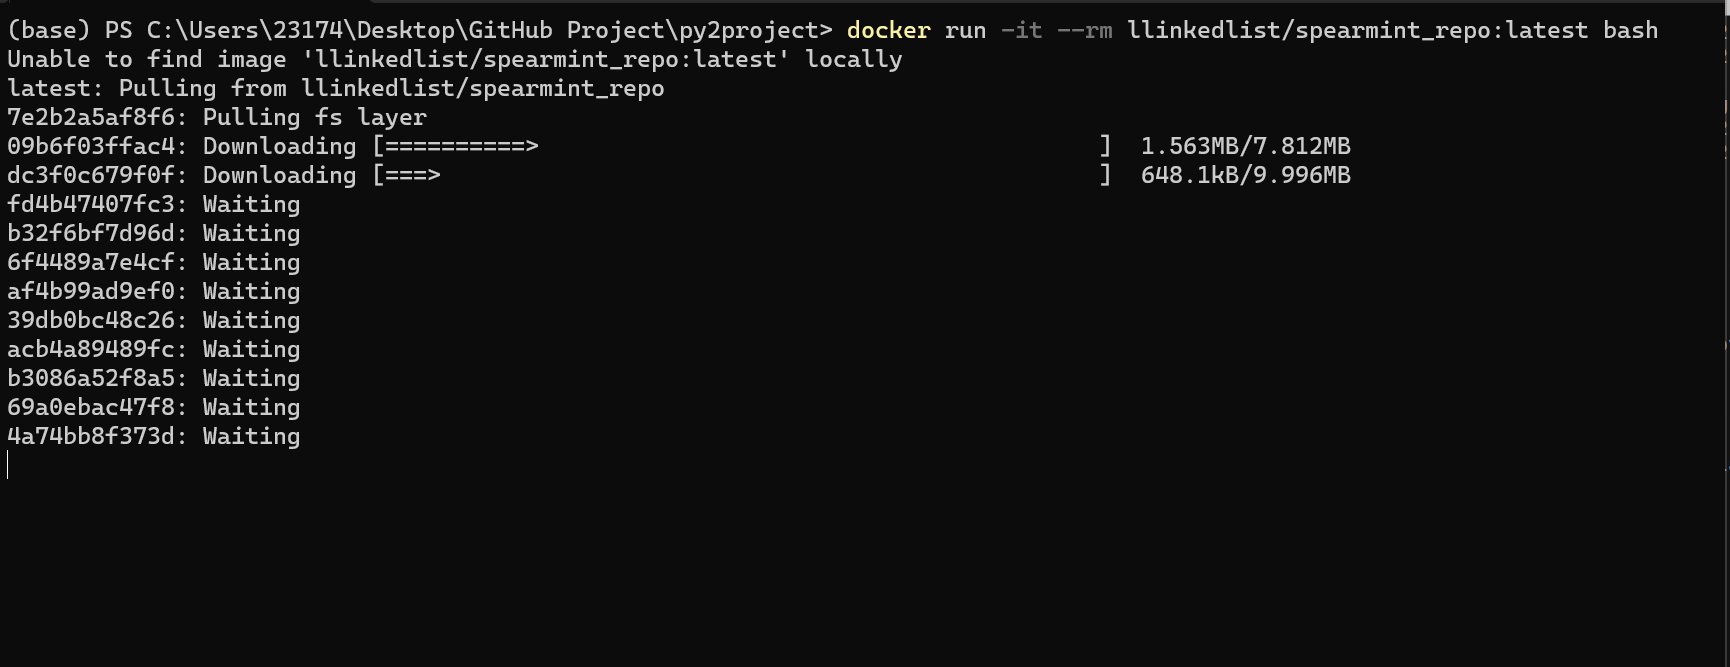 (base) PS C:\Users\23174\Desktop\GitHub Project\py2project> docker run -it --rm llinkedlist/spearmint_repo:latest bash
Unable to find image 'llinkedlist/spearmint_repo:latest' locally
latest: Pulling from llinkedlist/spearmint_repo
7e2b2a5af8f6: Pulling fs layer
09b6f03ffac4: Downloading [==========>                                        ]  1.563MB/7.812MB
dc3f0c679f0f: Downloading [===>                                               ]  648.1kB/9.996MB
fd4b47407fc3: Waiting
b32f6bf7d96d: Waiting
6f4489a7e4cf: Waiting
af4b99ad9ef0: Waiting
39db0bc48c26: Waiting
acb4a89489fc: Waiting
b3086a52f8a5: Waiting
69a0ebac47f8: Waiting
4a74bb8f373d: Waiting